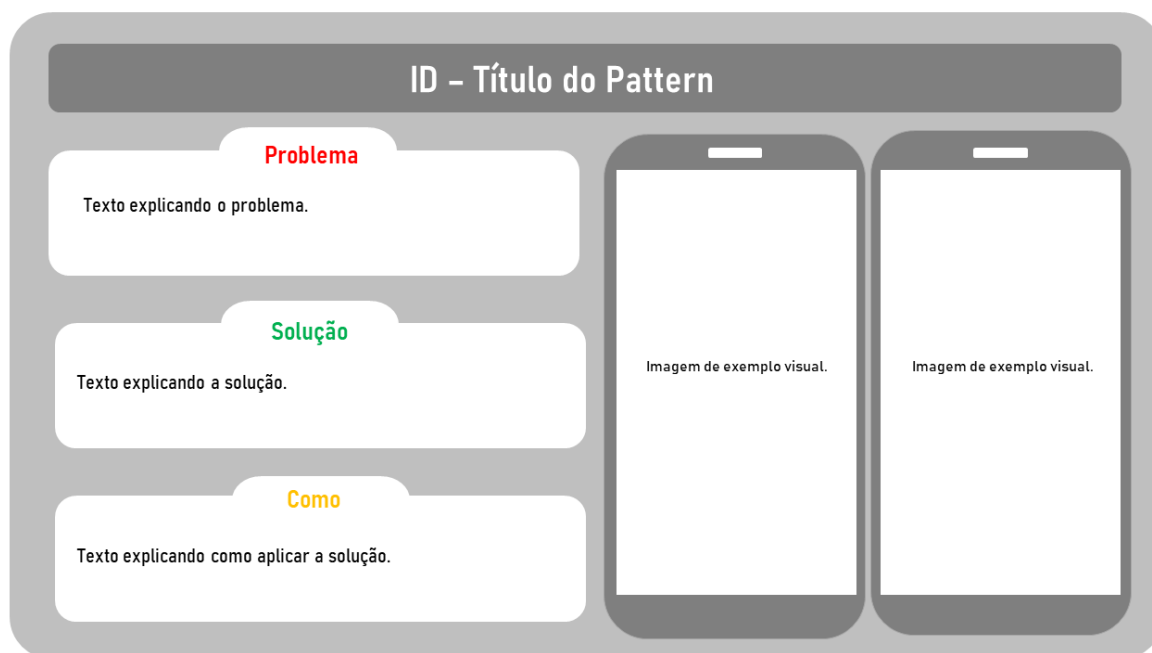 ID – Título do Pattern
Problema
Texto explicando o problema.
Solução
Texto explicando a solução.
Como
Texto explicando como aplicar a solução.
Imagem de exemplo visual.
Imagem de exemplo visual.